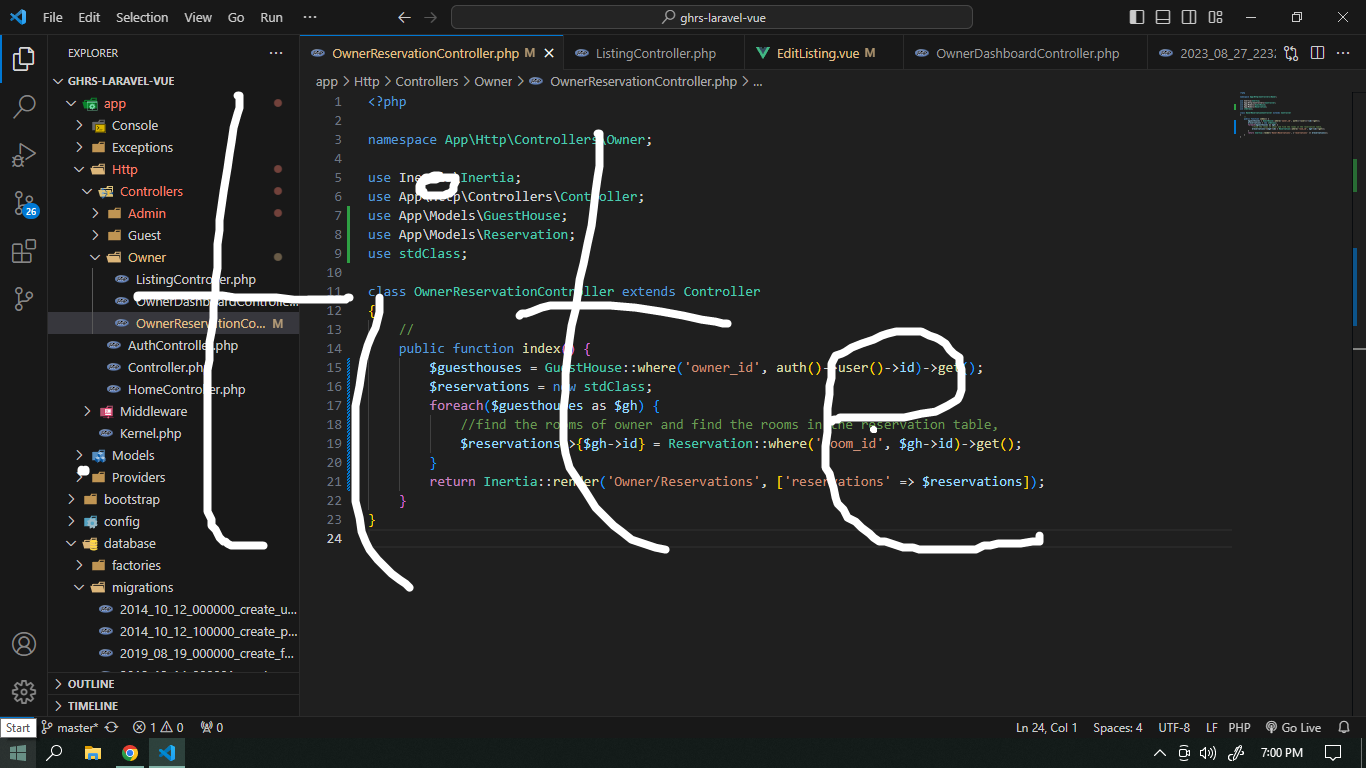 File Edit Selection View Go Run ··· ghrs-laravel-vue
EXPLORER ···
GHRS-LARAVEL-VUE
app
Console
Exceptions
Http
Controllers
Admin
Guest
Owner
ListingController.php
OwnerDashboardControlle...
OwnerReservationCo... M
AuthController.php
Controller.php
HomeController.php
Middleware
Kernel.php
Models
Providers
bootstrap
config
database
factories
migrations
2014_10_12_000000_create_u...
2014_10_12_100000_create_p...
2019_08_19_000000_create_f...
OUTLINE
TIMELINE
OwnerReservationController.php M ListingController.php EditListing.vue M OwnerDashboardController.php 2023_08_27_223
app > Http > Controllers > Owner > OwnerReservationController.php > ...
1 <?php
2
3 namespace App\Http\Controllers\Owner;
4
5 use Inertia\Inertia;
6 use App\Http\Controllers\Controller;
7 use App\Models\GuestHouse;
8 use App\Models\Reservation;
9 use stdClass;
10
11 class OwnerReservationController extends Controller
12 {
13 //
14 public function index() {
15 $guesthouses = GuestHouse::where('owner_id', auth()->user()->id)->get();
16 $reservations = new stdClass;
17 foreach($guesthouses as $gh) {
18 //find the rooms of owner and find the rooms in the reservation table,
19 $reservations->{$gh->id} = Reservation::where('room_id', $gh->id)->get();
20 }
21 return Inertia::render('Owner/Reservations', ['reservations' => $reservations]);
22 }
23 }
24
tite
26
Start master* 1 0 0 Ln 24, Col 1 Spaces: 4 UTF-8 LF PHP Go Live
7:00 PM